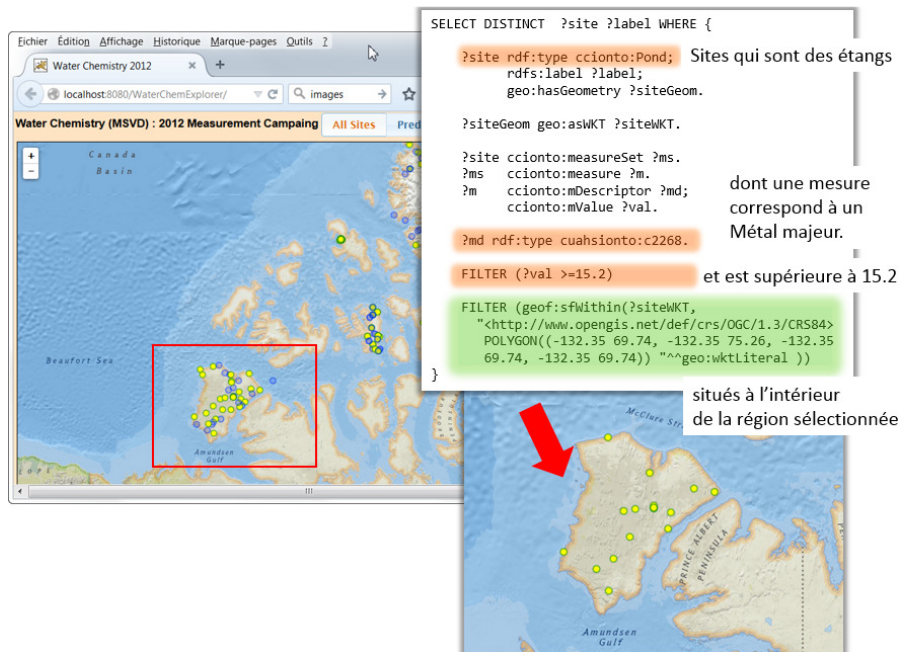 Eichier Édition Affichage Historique Marque-pages Outils ?
Water Chemistry 2012
localhost:8080/WaterChemExplorer/
images
Water Chemistry (MSVD) : 2012 Measurement Campaing
All Sites
Pred
+
-
Canada
Basin
Beaufort Sea
Amundsen
Gulf
SELECT DISTINCT ?site ?label WHERE {
?site rdf:type ccionto:Pond;
Sites qui sont des étangs
rdfs:label ?label;
geo:hasGeometry ?siteGeom.
?siteGeom geo:asWKT ?siteWKT.
?site ccionto:measureSet ?ms.
?ms ccionto:measure ?m.
?m ccionto:mDescriptor ?md;
ccionto:mValue ?val.
dont une mesure
correspond à un
Métal majeur.
?md rdf:type cuahsionto:c2268.
FILTER (?val >=15.2)
et est supérieure à 15.2
FILTER (geof:sfWithin(?siteWKT,
"<http://www.opengis.net/def/crs/OGC/1.3/CRS84>
POLYGON((-132.35 69.74, -132.35 75.26, -132.35
69.74, -132.35 69.74)) "^^geo:wktLiteral ))
}
situés à l'intérieur
de la région sélectionnée
McClure Str
PRINCE ALBERT
PENINSULA
Amundsen
Gulf